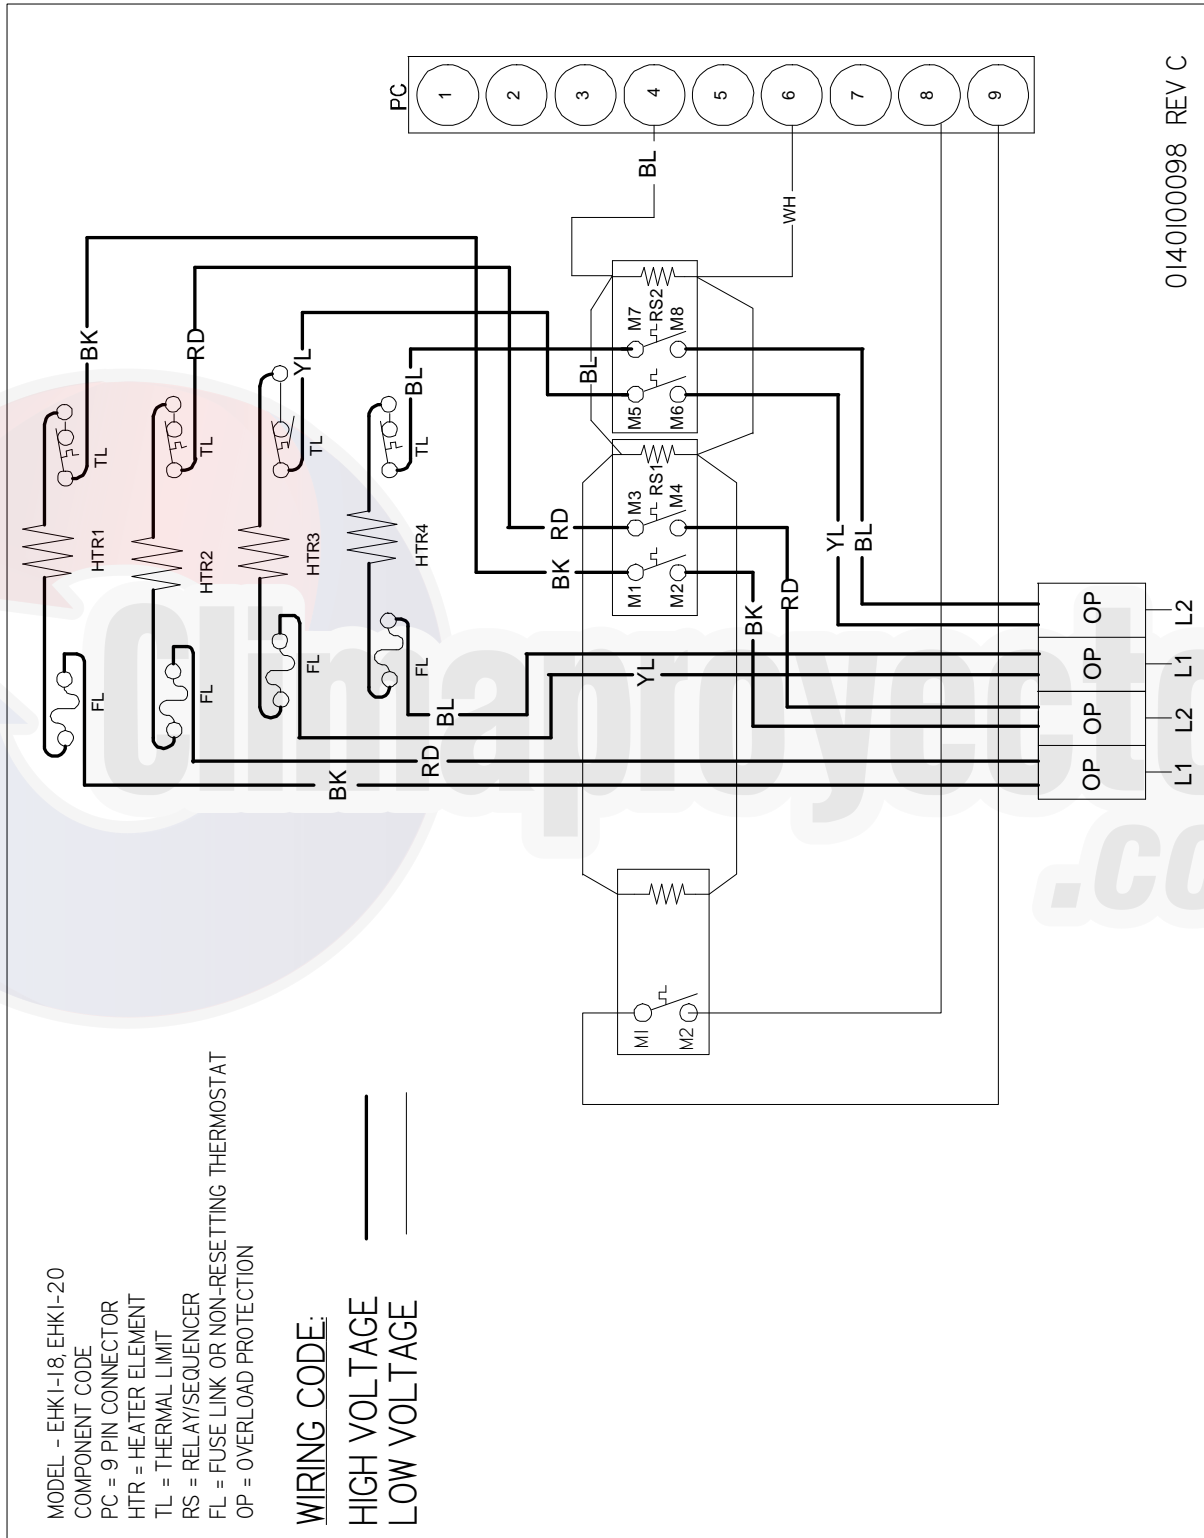 MODEL - EHK1-18, EHK1-20
COMPONENT CODE
PC = 9 PIN CONNECTOR
HTR = HEATER ELEMENT
TL = THERMAL LIMIT
RS = RELAY/SEQUENCER
FL = FUSE LINK OR NON-RESETTING THERMOSTAT
OP = OVERLOAD PROTECTION
WIRING CODE:
HIGH VOLTAGE
LOW VOLTAGE
HTR1
HTR2
HTR3
HTR4
TL
TL
TL
TL
FL
FL
FL
FL
BK
RD
YL
BL
BK
RD
BL
YL
BK
RD
BK
RD
YL
BL
BL
BL
WH
M7
RS2
M8
M5
M6
M3
RS1
M4
M1
M2
M1
M2
PC
1
2
3
4
5
6
7
8
9
OP
OP
OP
OP
L1
L2
L1
L2
0140100098 REV C
Climaproyecto
.co